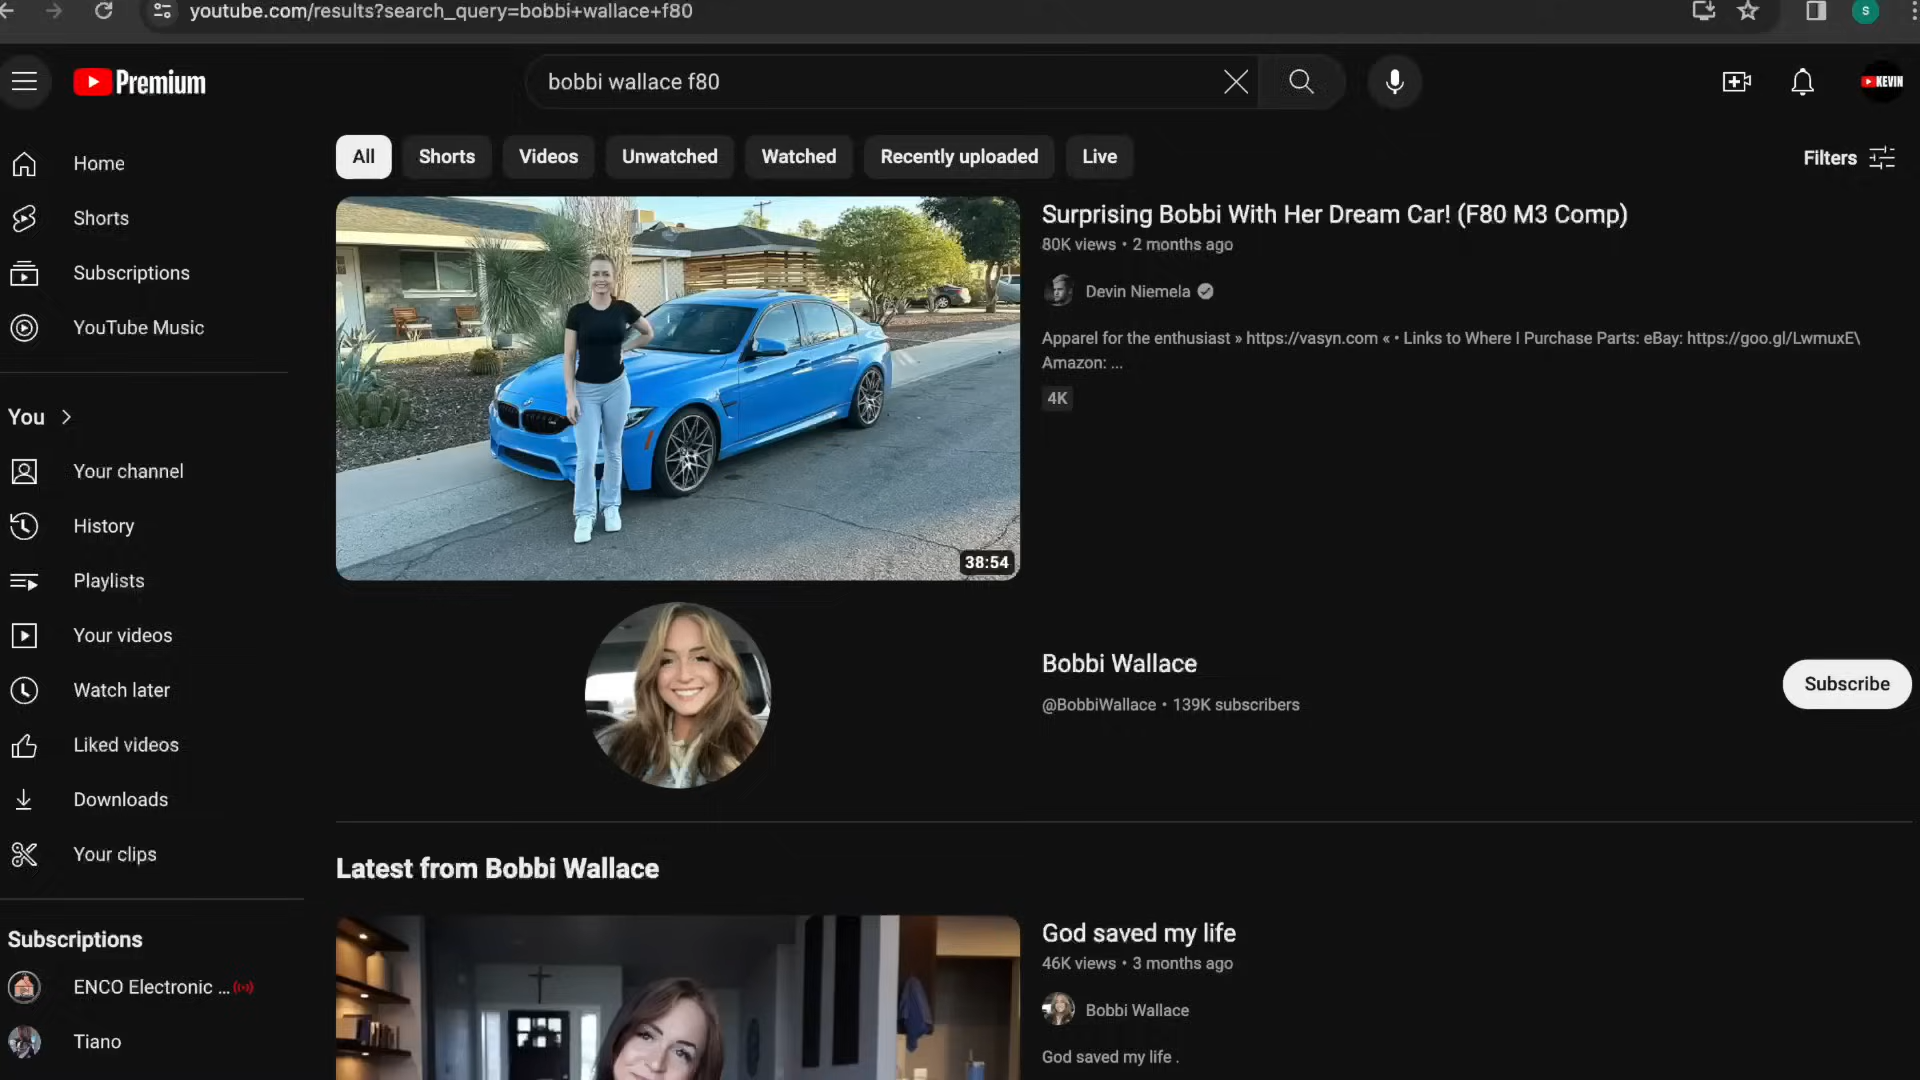 youtube.com/results?search_query=bobbi+wallace+f80
S
Premium
bobbi wallace f80
KEVIN
Home
Shorts
Subscriptions
YouTube Music
You
Your channel
History
Playlists
Your videos
Watch later
Liked videos
Downloads
Your clips
Subscriptions
ENCO Electronic ...
Tiano
All
Shorts
Videos
Unwatched
Watched
Recently uploaded
Live
Filters
38:54
Surprising Bobbi With Her Dream Car! (F80 M3 Comp)
80K views • 2 months ago
Devin Niemela
Apparel for the enthusiast » https://vasyn.com « • Links to Where I Purchase Parts: eBay: https://goo.gl/LwmuxE\
Amazon: ...
4K
Bobbi Wallace
@BobbiWallace • 139K subscribers
Subscribe
Latest from Bobbi Wallace
God saved my life
46K views • 3 months ago
Bobbi Wallace
God saved my life .